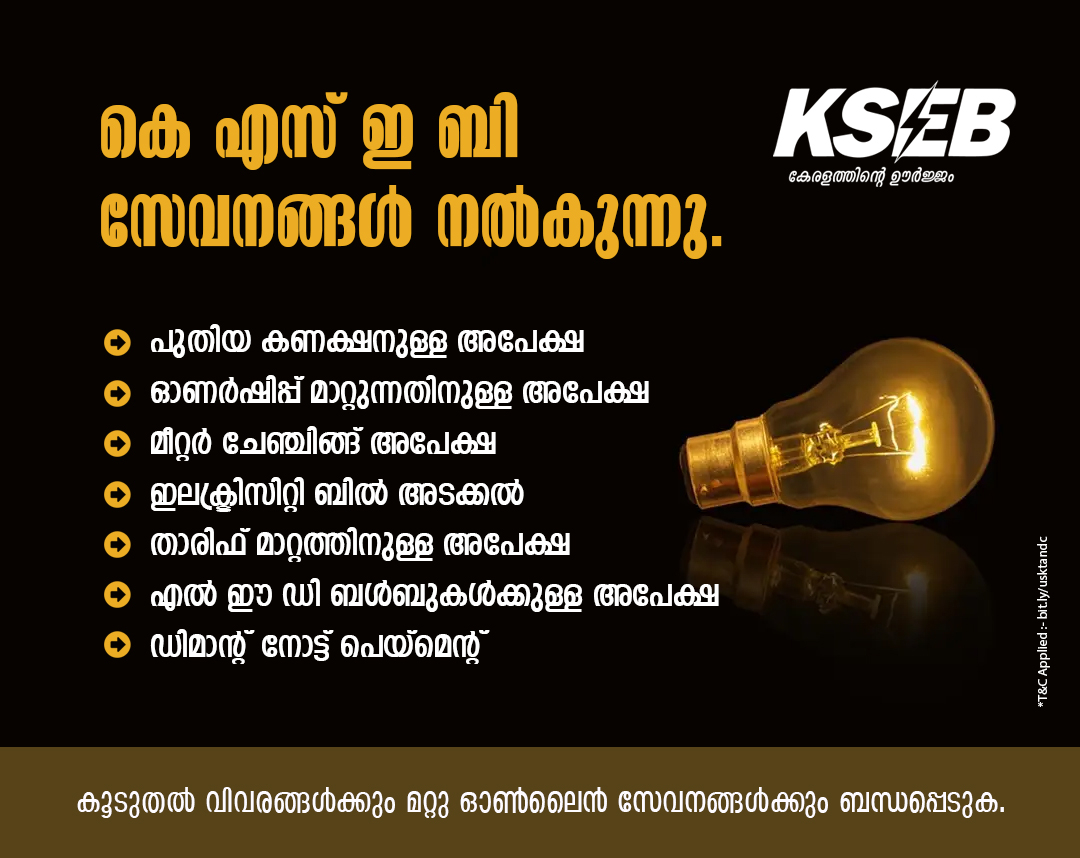 കെ എസ് ഇ ബി
സേവനങ്ങൾ നൽകുന്നു.
KSEB
കേരളത്തിന്റെ ഊർജ്ജം
പുതിയ കണക്ഷനുള്ള അപേക്ഷ
ഓണർഷിപ്പ് മാറ്റുന്നതിനുള്ള അപേക്ഷ
മീറ്റർ ചേഞ്ചിങ്ങ് അപേക്ഷ
ഇലക്ട്രിസിറ്റി ബിൽ അടക്കൽ
താരിഫ് മാറ്റത്തിനുള്ള അപേക്ഷ
എൽ ഈ ഡി ബൾബുകൾക്കുള്ള അപേക്ഷ
ഡിമാന്റ് നോട്ട് പെയ്മെന്റ്
*T&C Applied :- bit.ly/usktandc
കൂടുതൽ വിവരങ്ങൾക്കും മറ്റു ഓൺലൈൻ സേവനങ്ങൾക്കും ബന്ധപ്പെടുക.